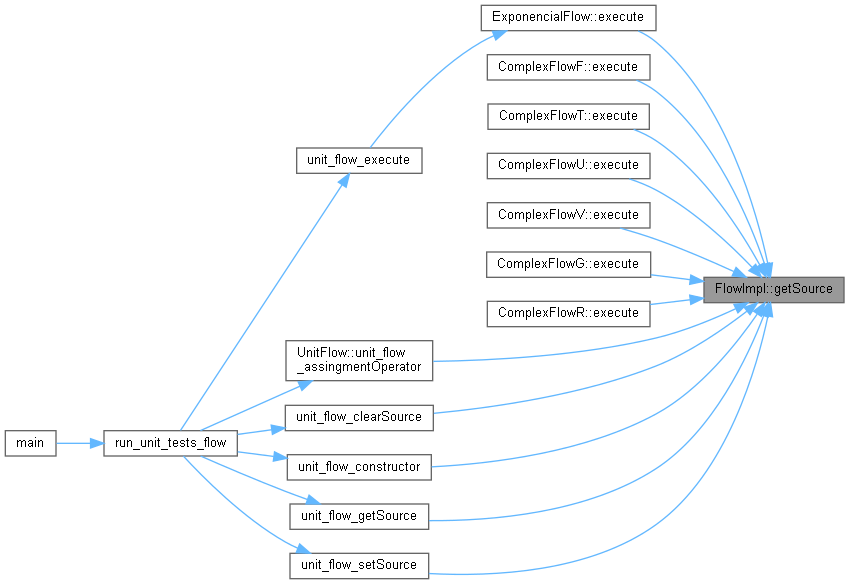 ExponencialFlow::execute
ComplexFlowF::execute
ComplexFlowT::execute
unit_flow_execute
ComplexFlowU::execute
ComplexFlowV::execute
ComplexFlowG::execute
FlowImpl::getSource
ComplexFlowR::execute
UnitFlow::unit_flow
_assingmentOperator
unit_flow_clearSource
main
run_unit_tests_flow
unit_flow_constructor
unit_flow_getSource
unit_flow_setSource